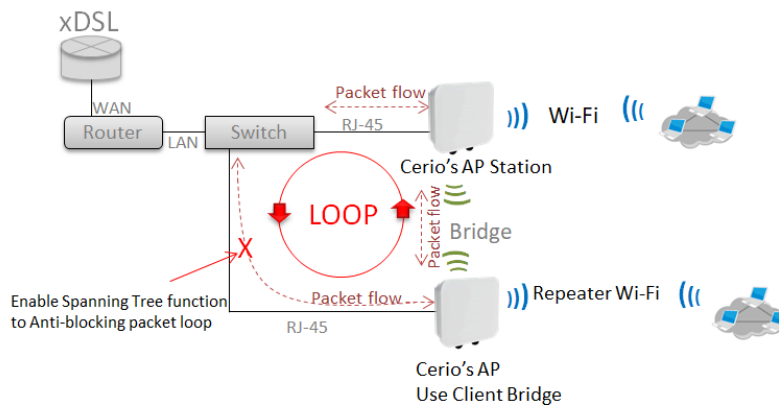 xDSL
WAN
Router
LAN
Switch
RJ-45
Packet flow
Wi-Fi
Cerio's AP Station
LOOP
Packet flow
Bridge
X
Enable Spanning Tree function
to Anti-blocking packet loop
Packet flow
RJ-45
Repeater Wi-Fi
Cerio's AP
Use Client Bridge